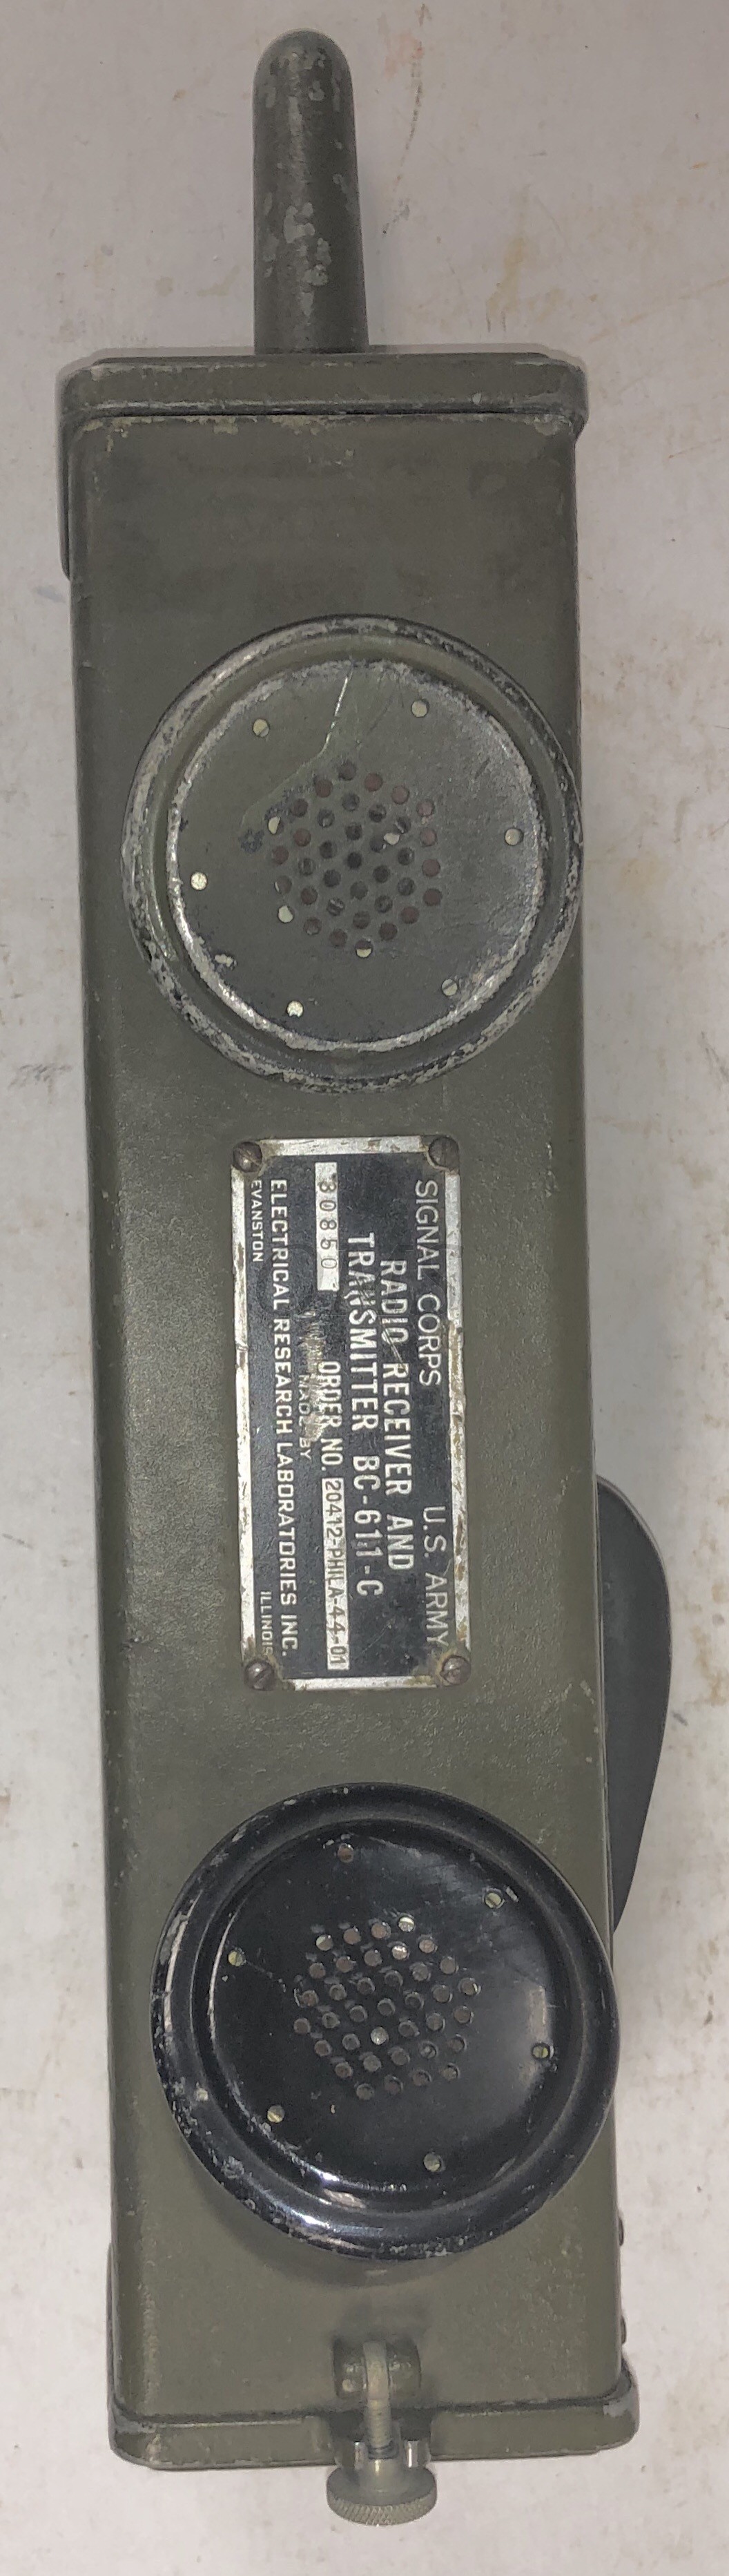 SIGNAL CORPS U.S. ARMY
RADIO RECEIVER AND
TRANSMITTER BC-611-C
30850 ORDER NO. 20412-PHILA-44-01
MADE BY
ELECTRICAL RESEARCH LABORATORIES INC.
EVANSTON ILLINOIS